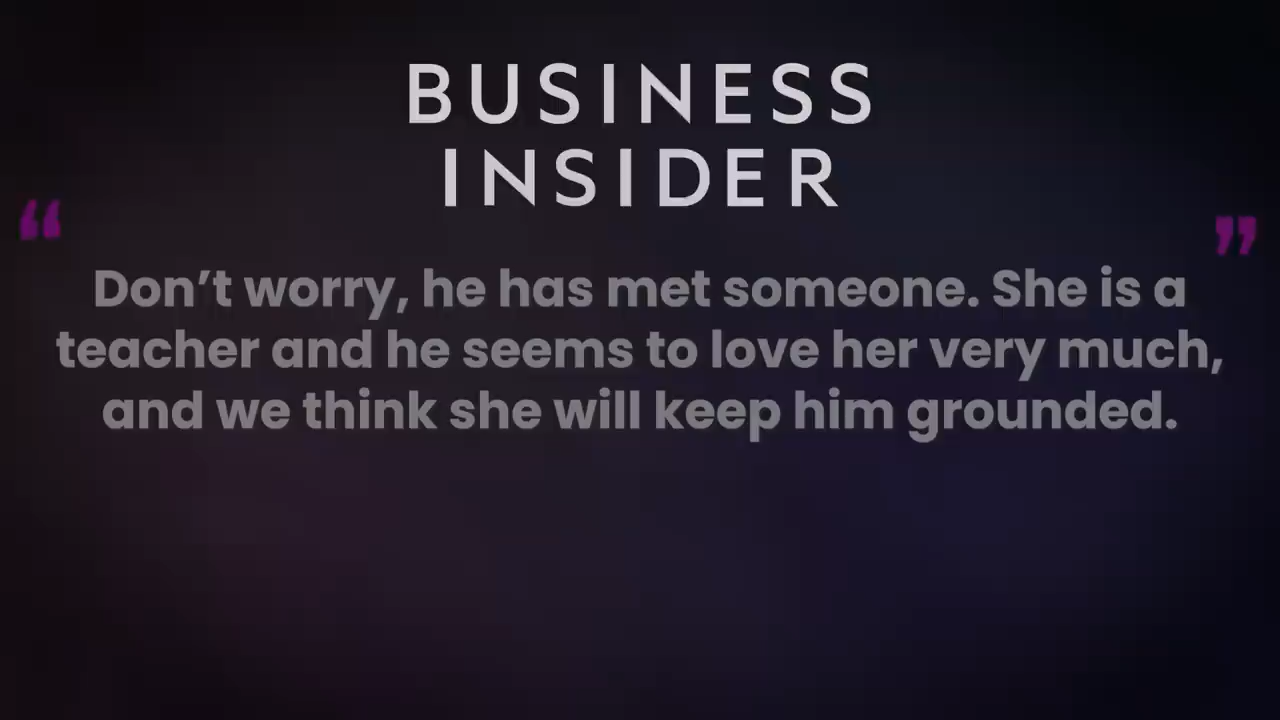 BUSINESS
INSIDER
“ ”
Don’t worry, he has met someone. She is a
teacher and he seems to love her very much,
and we think she will keep him grounded.